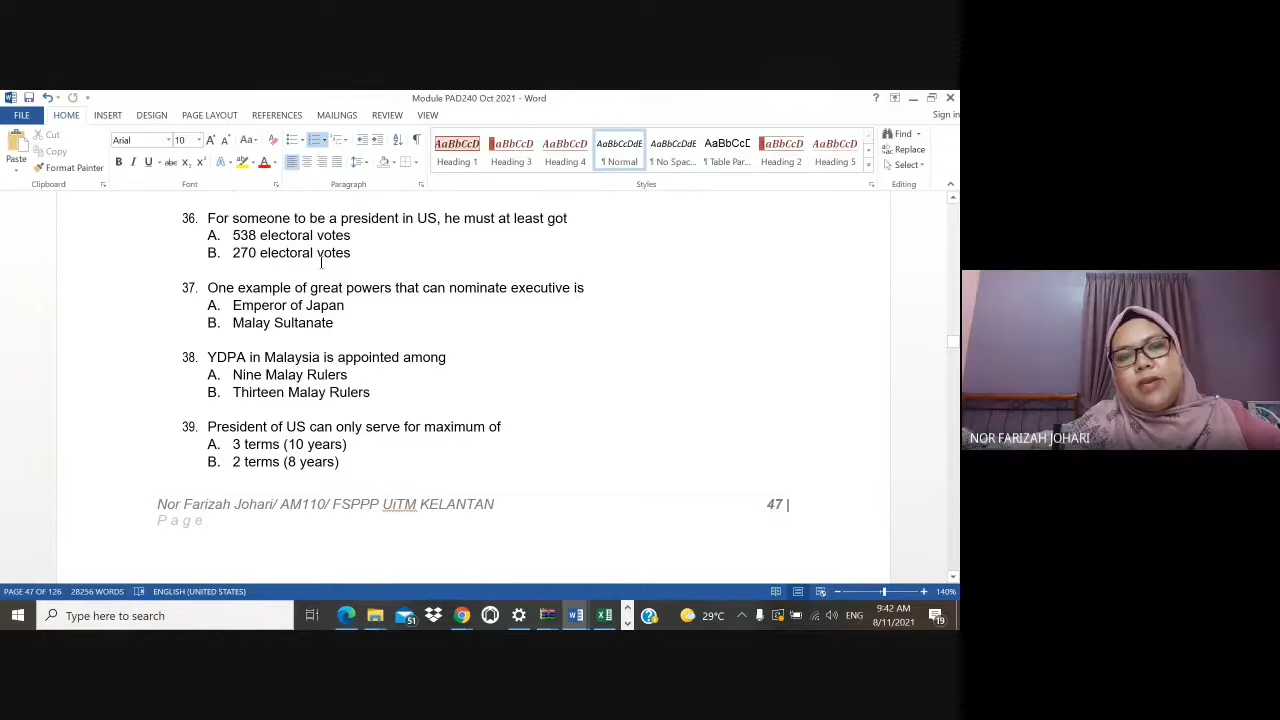 Module PAD240 Oct 2021 - Word
Sign in
FILE HOME INSERT DESIGN PAGE LAYOUT REFERENCES MAILINGS REVIEW VIEW
Cut
Copy
Format Painter
Paste
Arial 10
AaBbCcD AaBbCcD AaBbCcD AaBbCcDdE AaBbCcDdE AaBbCcD AaBbCcD AaBbCcD
Heading 1 Heading 3 Heading 4 ¶ Normal ¶ No Spac... ¶ Table Par... Heading 2 Heading 5
Find
Replace
Select
Clipboard Font Paragraph Styles Editing
36. For someone to be a president in US, he must at least got
A. 538 electoral votes
B. 270 electoral votes
37. One example of great powers that can nominate executive is
A. Emperor of Japan
B. Malay Sultanate
38. YDPA in Malaysia is appointed among
A. Nine Malay Rulers
B. Thirteen Malay Rulers
39. President of US can only serve for maximum of
A. 3 terms (10 years)
B. 2 terms (8 years)
Nor Farizah Johari/ AM110/ FSPPP UiTM KELANTAN 47 |
P a g e
NOR FARIZAH JOHARI
PAGE 47 OF 126 28256 WORDS ENGLISH (UNITED STATES) 140%
Type here to search
51
29°C
ENG
9:42 AM
8/11/2021
19